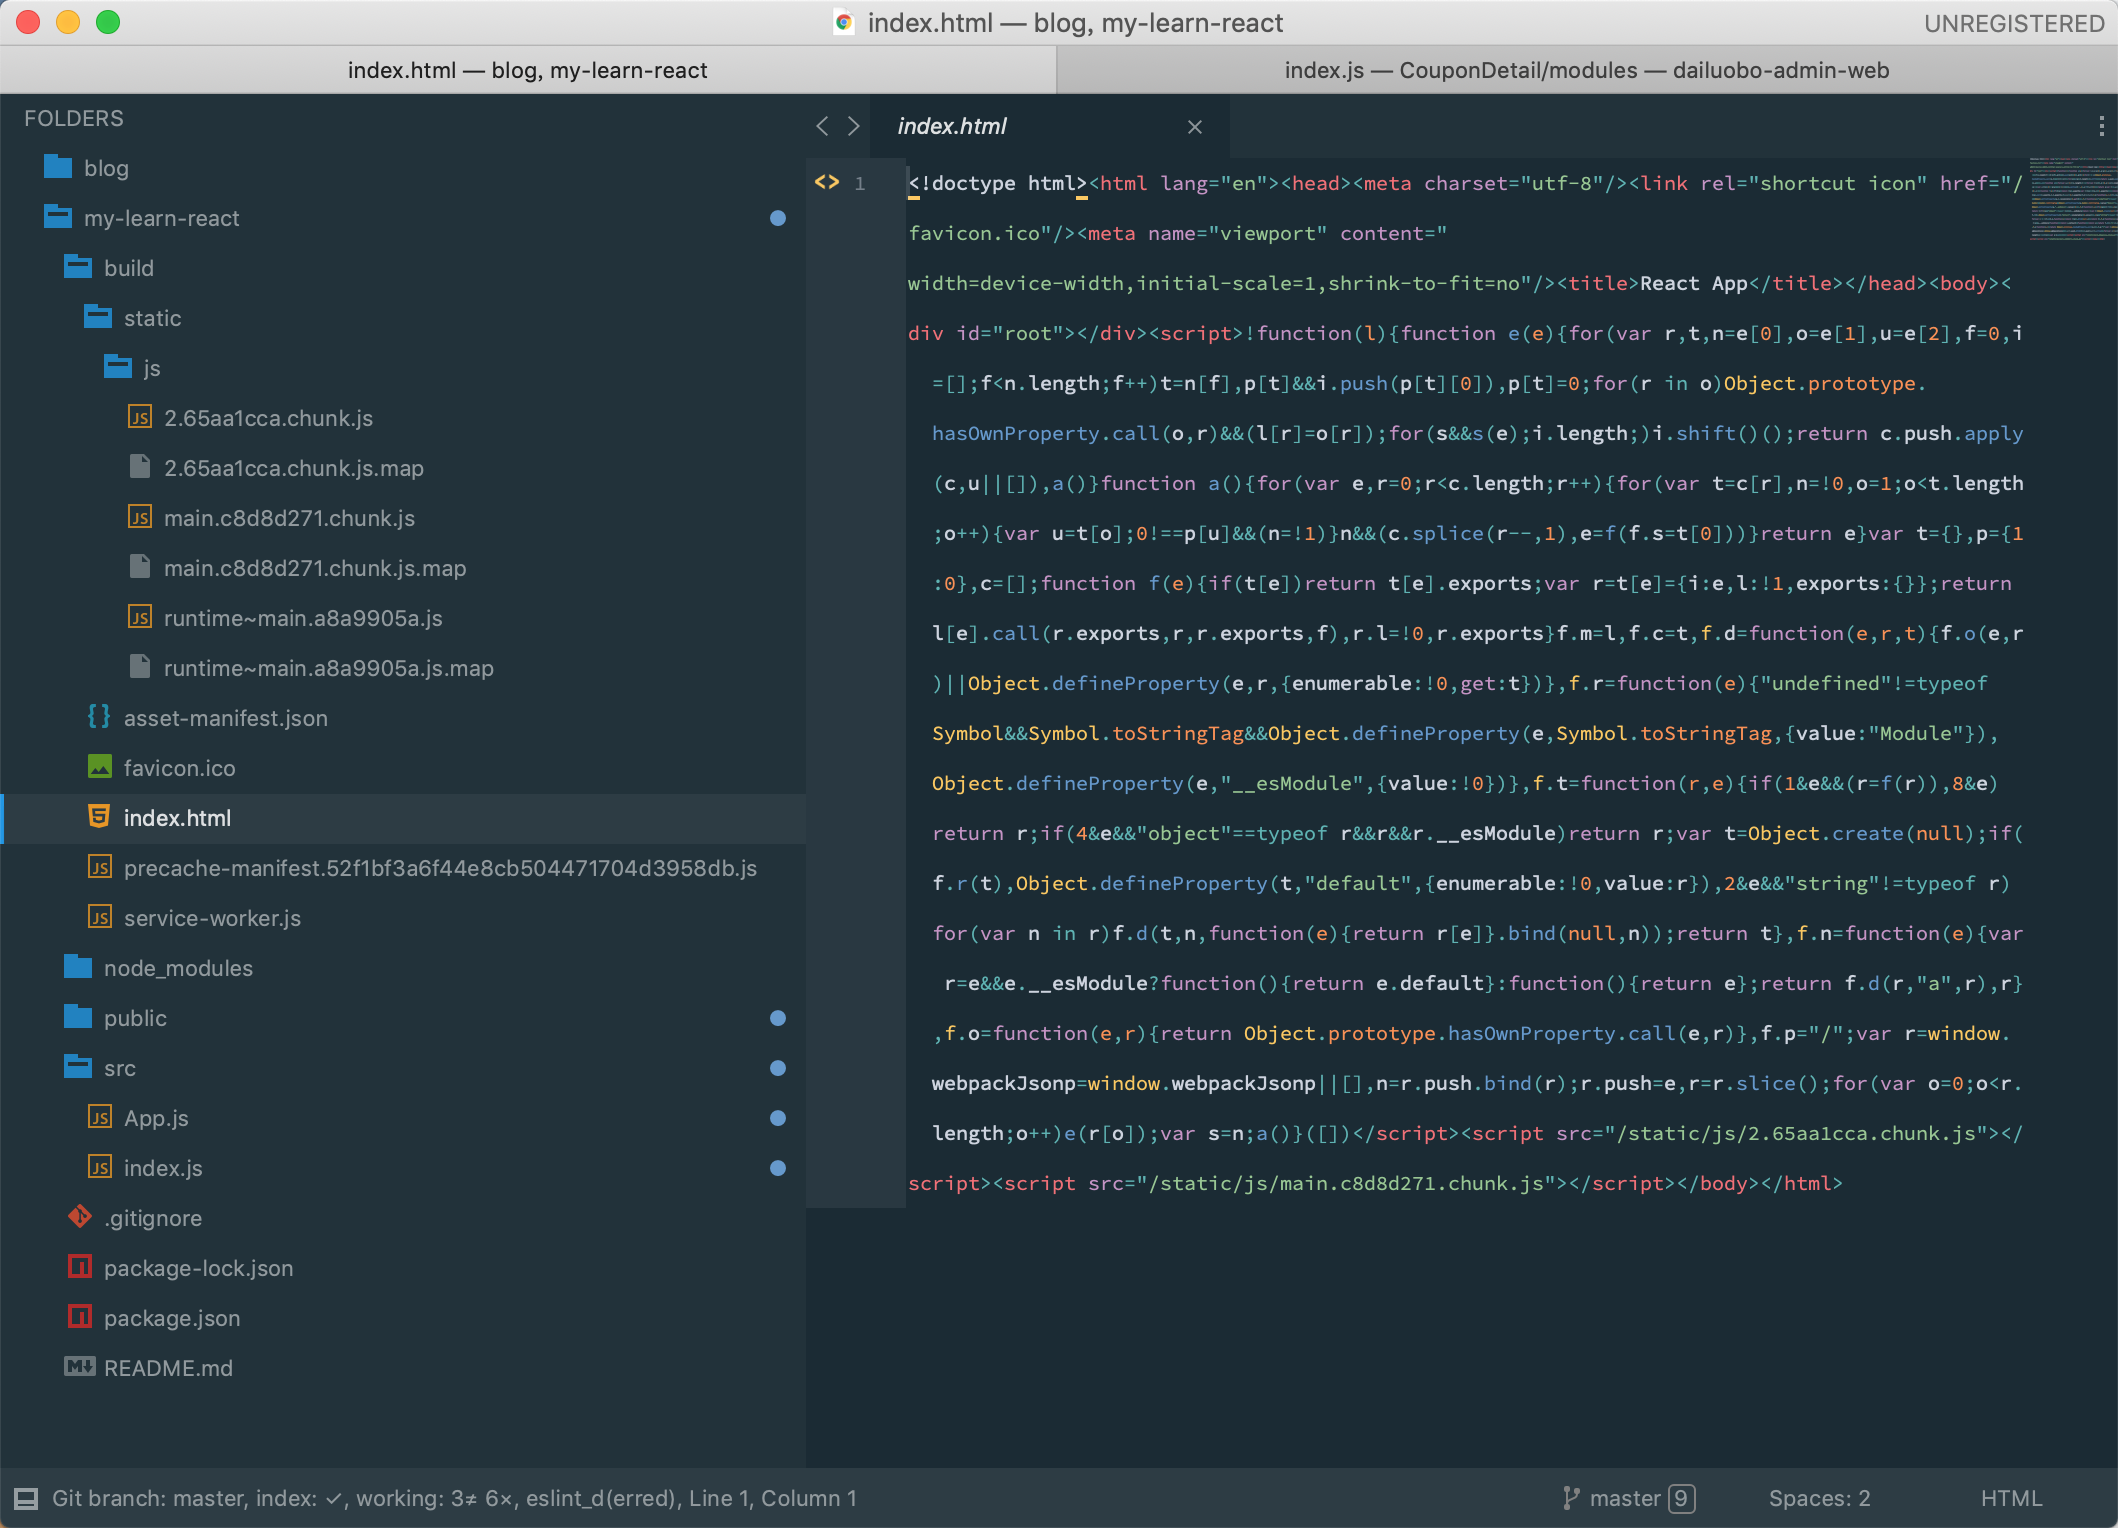 index.html — blog, my-learn-react
UNREGISTERED
index.html — blog, my-learn-react
index.js — CouponDetail/modules — dailuobo-admin-web
FOLDERS
blog
my-learn-react
build
static
js
2.65aa1cca.chunk.js
2.65aa1cca.chunk.js.map
main.c8d8d271.chunk.js
main.c8d8d271.chunk.js.map
runtime~main.a8a9905a.js
runtime~main.a8a9905a.js.map
asset-manifest.json
favicon.ico
index.html
precache-manifest.52f1bf3a6f44e8cb504471704d3958db.js
service-worker.js
node_modules
public
src
App.js
index.js
.gitignore
package-lock.json
package.json
README.md
index.html
1
<!doctype html><html lang="en"><head><meta charset="utf-8"/><link rel="shortcut icon" href="/
favicon.ico"/><meta name="viewport" content="
width=device-width,initial-scale=1,shrink-to-fit=no"/><title>React App</title></head><body><
div id="root"></div><script>!function(l){function e(e){for(var r,t,n=e[0],o=e[1],u=e[2],f=0,i
=[];f<n.length;f++)t=n[f],p[t]&&i.push(p[t][0]),p[t]=0;for(r in o)Object.prototype.
hasOwnProperty.call(o,r)&&(l[r]=o[r]);for(s&&s(e);i.length;)i.shift()();return c.push.apply
(c,u||[]),a()}function a(){for(var e,r=0;r<c.length;r++){for(var t=c[r],n=!0,o=1;o<t.length
;o++){var u=t[o];0!==p[u]&&(n=!1)}n&&(c.splice(r--,1),e=f(f.s=t[0]))}return e}var t={},p={1
:0},c=[];function f(e){if(t[e])return t[e].exports;var r=t[e]={i:e,l:!1,exports:{}};return
l[e].call(r.exports,r,r.exports,f),r.l=!0,r.exports}f.m=l,f.c=t,f.d=function(e,r,t){f.o(e,r
)||Object.defineProperty(e,r,{enumerable:!0,get:t})},f.r=function(e){"undefined"!=typeof
Symbol&&Symbol.toStringTag&&Object.defineProperty(e,Symbol.toStringTag,{value:"Module"}),
Object.defineProperty(e,"__esModule",{value:!0})},f.t=function(r,e){if(1&e&&(r=f(r)),8&e)
return r;if(4&e&&"object"==typeof r&&r&&r.__esModule)return r;var t=Object.create(null);if(
f.r(t),Object.defineProperty(t,"default",{enumerable:!0,value:r}),2&e&&"string"!=typeof r)
for(var n in r)f.d(t,n,function(e){return r[e]}.bind(null,n));return t},f.n=function(e){var
r=e&&e.__esModule?function(){return e.default}:function(){return e};return f.d(r,"a",r),r}
,f.o=function(e,r){return Object.prototype.hasOwnProperty.call(e,r)},f.p="/";var r=window.
webpackJsonp=window.webpackJsonp||[],n=r.push.bind(r);r.push=e,r=r.slice();for(var o=0;o<r.
length;o++)e(r[o]);var s=n;a()}([])</script><script src="/static/js/2.65aa1cca.chunk.js"></
script><script src="/static/js/main.c8d8d271.chunk.js"></script></body></html>
Git branch: master, index: ✓, working: 3≠ 6×, eslint_d(erred), Line 1, Column 1
master 9
Spaces: 2
HTML